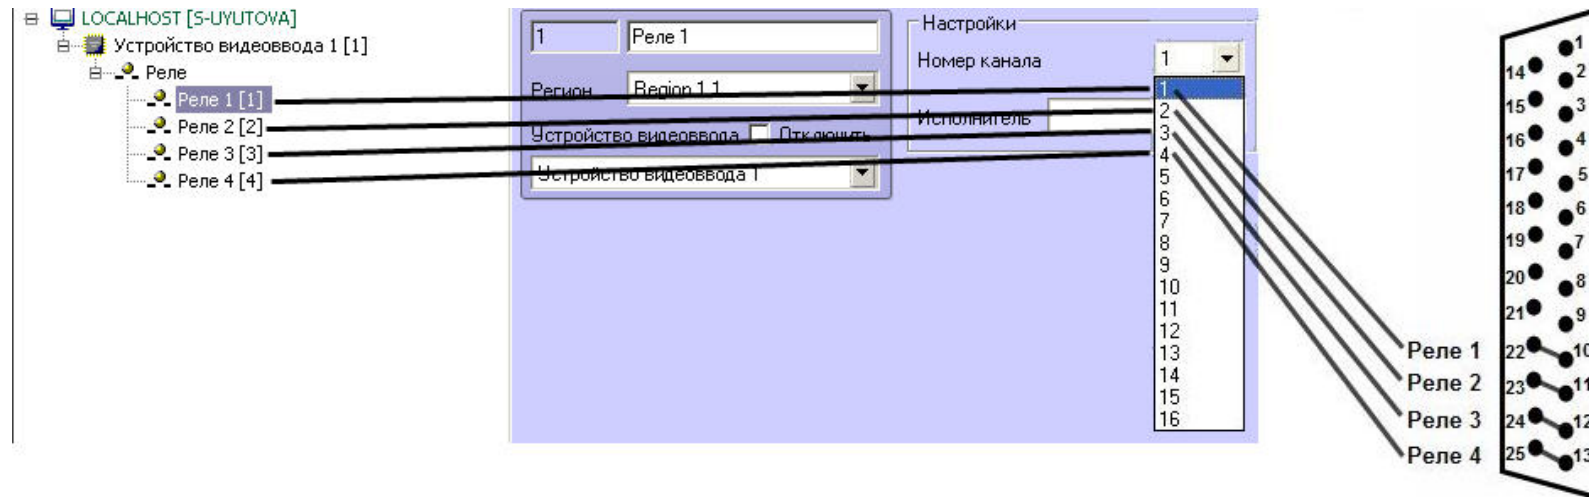 LOCALHOST [S-UYUTOVA]
Устройство видеоввода 1 [1]
Реле
Реле 1 [1]
Реле 2 [2]
Реле 3 [3]
Реле 4 [4]
1
Реле 1
Регион
Region 1.1
Устройство видеоввода
Отключить
Устройство видеоввода 1
Настройки
Номер канала
1
Исполнитель
1
2
3
4
5
6
7
8
9
10
11
12
13
14
15
16
Реле 1
Реле 2
Реле 3
Реле 4
1
14
2
15
3
16
4
17
5
18
6
19
7
20
8
21
9
22
10
23
11
24
12
25
13